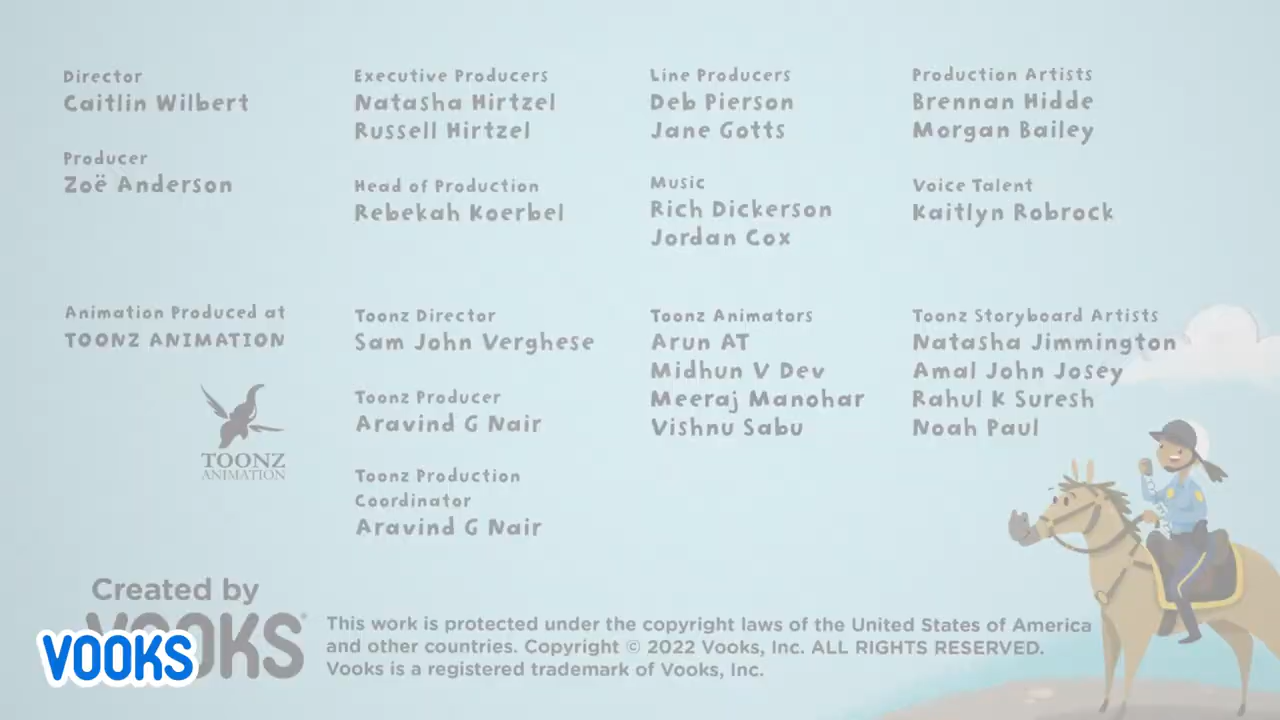 Director
Caitlin Wilbert
Producer
Zoë Anderson
Executive Producers
Natasha Hirtzel
Russell Hirtzel
Head of Production
Rebekah Koerbel
Line Producers
Deb Pierson
Jane Gotts
Music
Rich Dickerson
Jordan Cox
Production Artists
Brennan Hidde
Morgan Bailey
Voice Talent
Kaitlyn Robrock
Animation Produced at
TOONZ ANIMATION
TOONZ
ANIMATION
Toonz Director
Sam John Verghese
Toonz Producer
Aravind G Nair
Toonz Production
Coordinator
Aravind G Nair
Toonz Animators
Arun AT
Midhun V Dev
Meeraj Manohar
Vishnu Sabu
Toonz Storyboard Artists
Natasha Jimmington
Amal John Josey
Rahul K Suresh
Noah Paul
Created by
VOOKS®
VOOKS
This work is protected under the copyright laws of the United States of America
and other countries. Copyright © 2022 Vooks, Inc. ALL RIGHTS RESERVED.
Vooks is a registered trademark of Vooks, Inc.